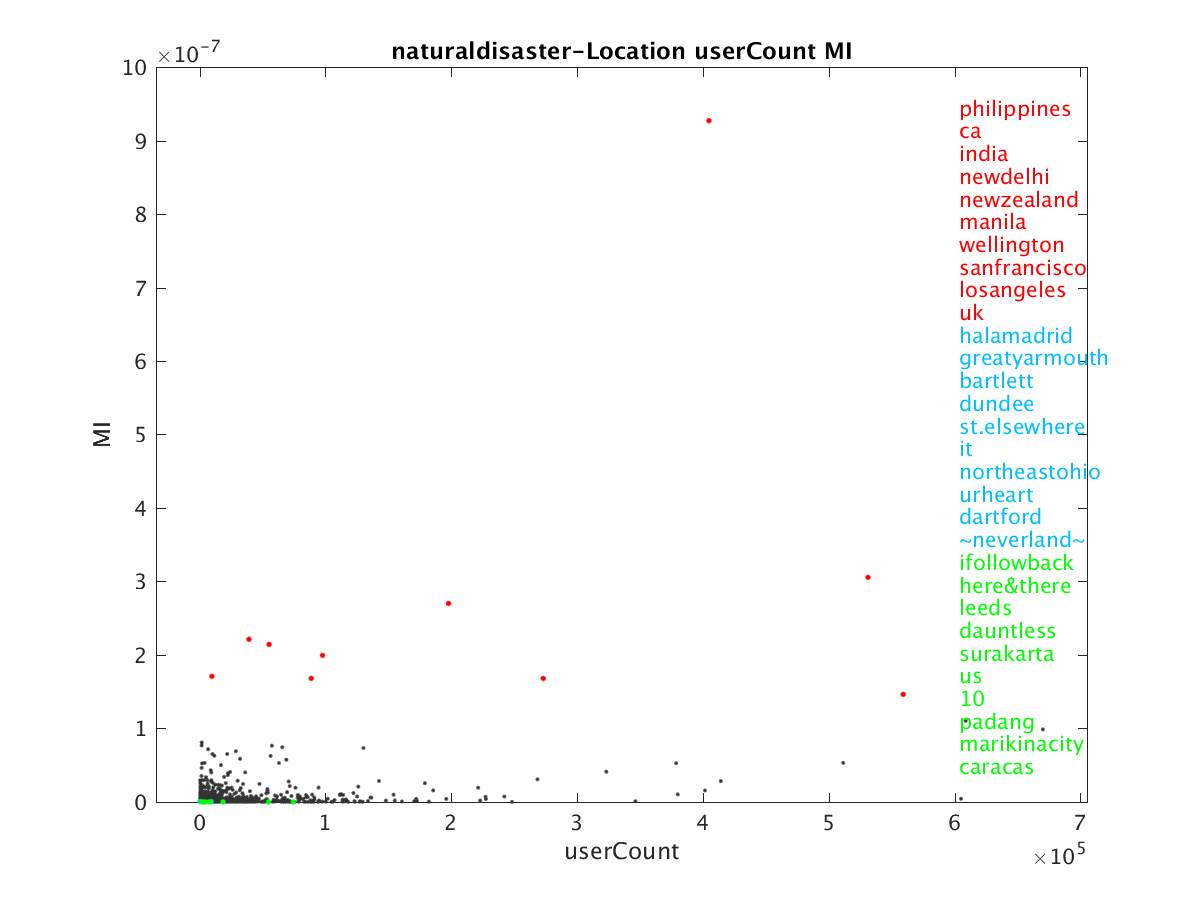 naturaldisaster-Location userCount MI
×10⁻⁷
10
9
8
7
6
5
4
3
2
1
0
MI
philippines
ca
india
newdelhi
newzealand
manila
wellington
sanfrancisco
losangeles
uk
halamadrid
greatyarmouth
bartlett
dundee
st.elsewhere
it
northeastohio
urheart
dartford
~neverland~
ifollowback
here&there
leeds
dauntless
surakarta
us
10
padang
marikinacity
caracas
0 1 2 3 4 5 6 7
×10⁵
userCount